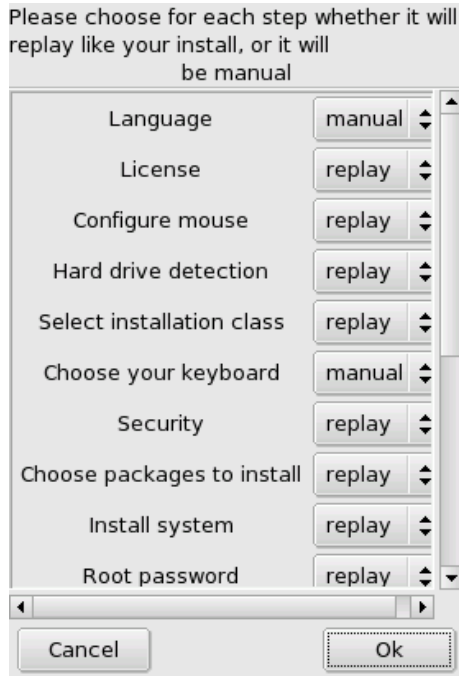 Please choose for each step whether it will
replay like your install, or it will
be manual
Language manual
License replay
Configure mouse replay
Hard drive detection replay
Select installation class replay
Choose your keyboard manual
Security replay
Choose packages to install replay
Install system replay
Root password replay
Cancel Ok